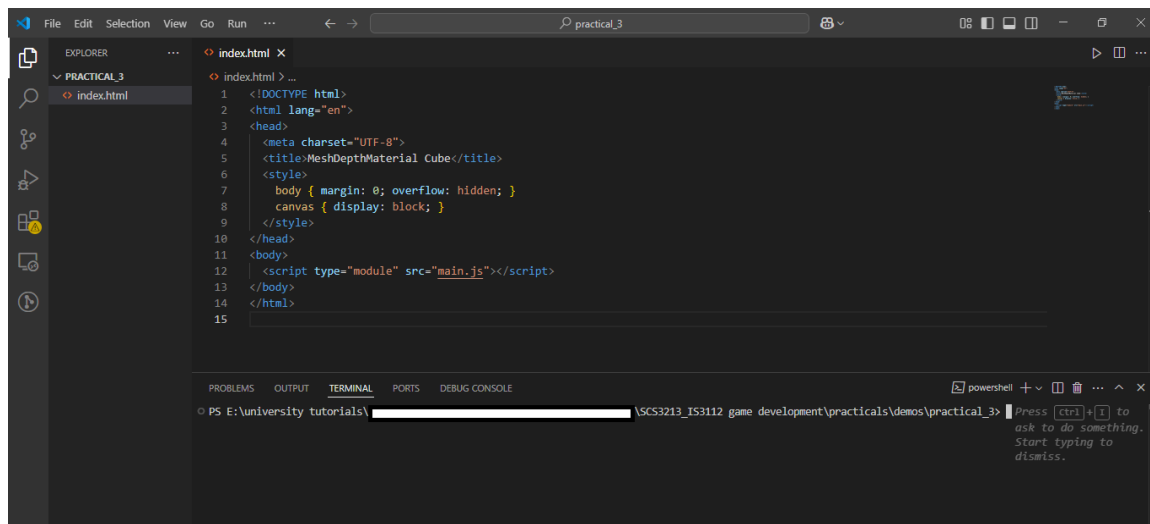 File Edit Selection View Go Run ··· ← → practical_3
EXPLORER ···
PRACTICAL_3
<> index.html
<> index.html ×
<> index.html > ...
1 <!DOCTYPE html>
2 <html lang="en">
3 <head>
4 <meta charset="UTF-8">
5 <title>MeshDepthMaterial Cube</title>
6 <style>
7 body { margin: 0; overflow: hidden; }
8 canvas { display: block; }
9 </style>
10 </head>
11 <body>
12 <script type="module" src="main.js"></script>
13 </body>
14 </html>
15
PROBLEMS OUTPUT TERMINAL PORTS DEBUG CONSOLE powershell
PS E:\university tutorials\ \SCS3213_IS3112 game development\practicals\demos\practical_3> Press Ctrl+I to
ask to do something.
Start typing to
dismiss.